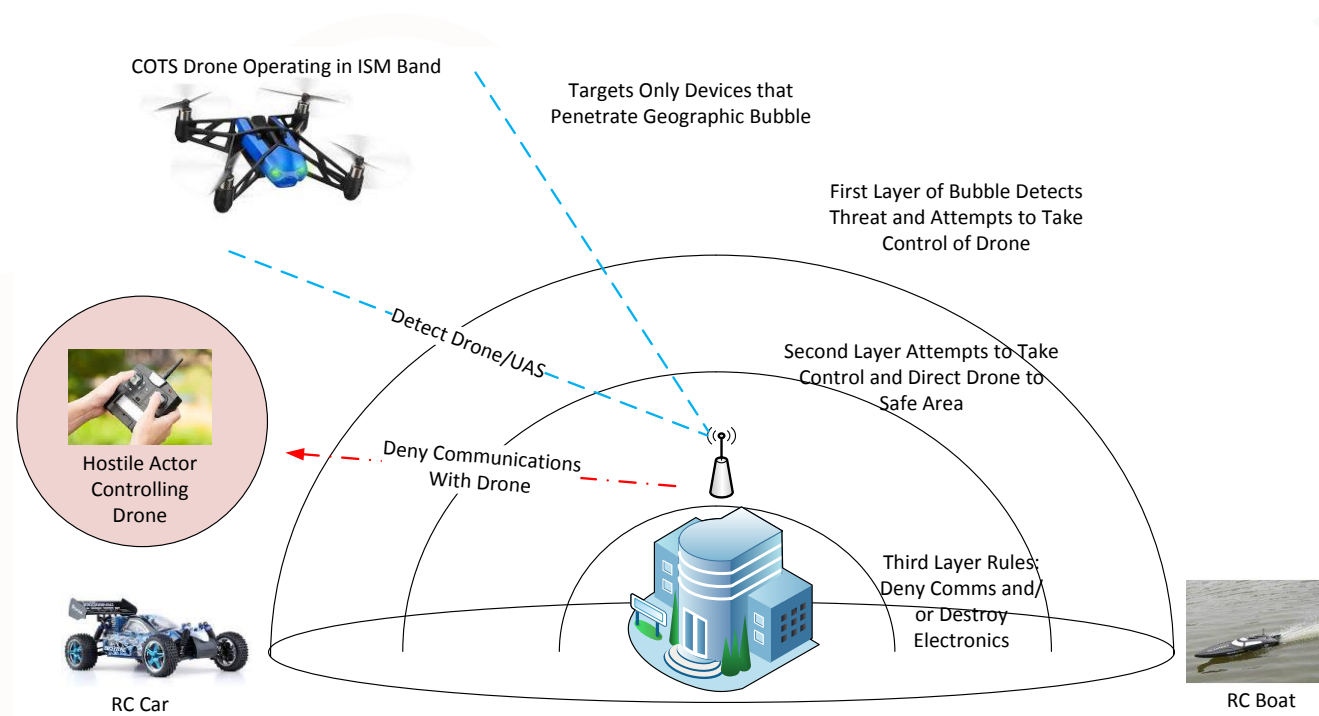 COTS Drone Operating in ISM Band
Targets Only Devices that
Penetrate Geographic Bubble
First Layer of Bubble Detects
Threat and Attempts to Take
Control of Drone
Detect Drone/UAS
Second Layer Attempts to Take
Control and Direct Drone to
Safe Area
Deny Communications
With Drone
Hostile Actor
Controlling
Drone
Third Layer Rules:
Deny Comms and/
or Destroy
Electronics
RC Car
RC Boat